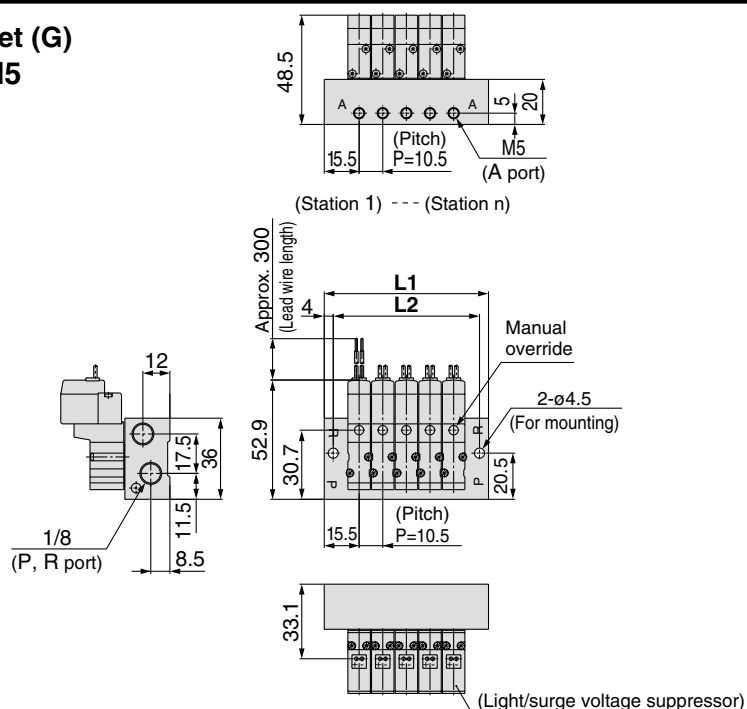 et (G)
I5
48.5
A
A
5
20
(Pitch)
15.5
P=10.5
M5
(A port)
(Station 1) --- (Station n)
Approx. 300
(Lead wire length)
L1
L2
4
Manual
override
12
2-ø4.5
(For mounting)
52.9
30.7
R
R
P
P
20.5
17.5
36
11.5
1/8
(P, R port)
8.5
(Pitch)
15.5
P=10.5
33.1
(Light/surge voltage suppressor)